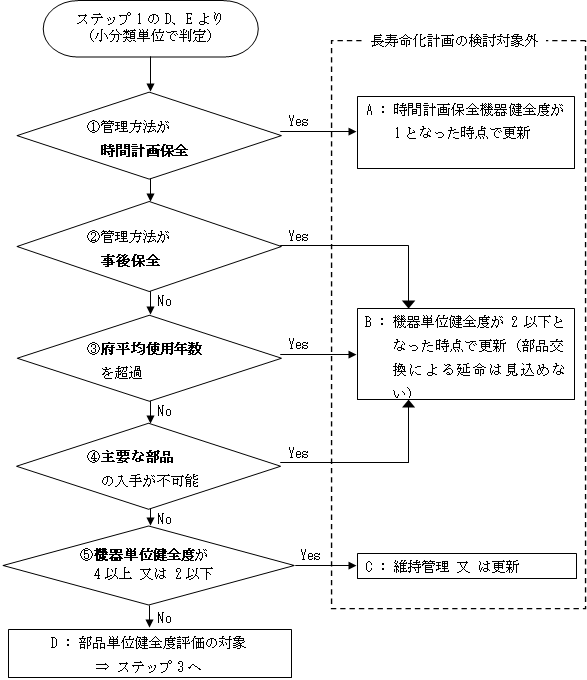 ステップ1のD、Eより
(小分類単位で判定)
長寿命化計画の検討対象外
①管理方法が
時間計画保全
Yes
A：時間計画保全機器健全度が
1となった時点で更新
②管理方法が
事後保全
Yes
No
B：機器単位健全度が 2以下と
なった時点で更新（部品交
換による延命は見込めな
い）
③府平均使用年数
を超過
Yes
No
④主要な部品
の入手が不可能
Yes
No
⑤機器単位健全度が
4以上 又は 2以下
Yes
C：維持管理 又 は更新
No
D：部品単位健全度評価の対象
⇒ ステップ3へ